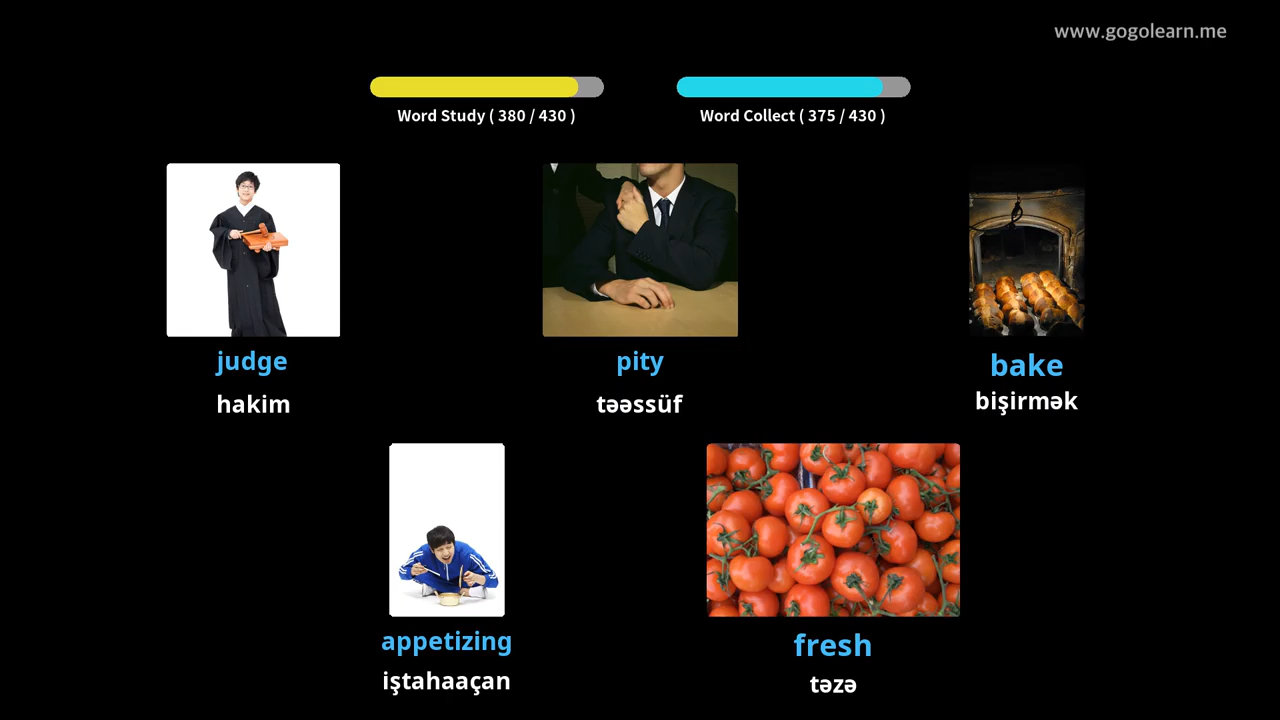 www.gogolearn.me
Word Study ( 380 / 430 )
Word Collect ( 375 / 430 )
judge
hakim
pity
təəssüf
bake
bişirmək
appetizing
iştahaaçan
fresh
təzə